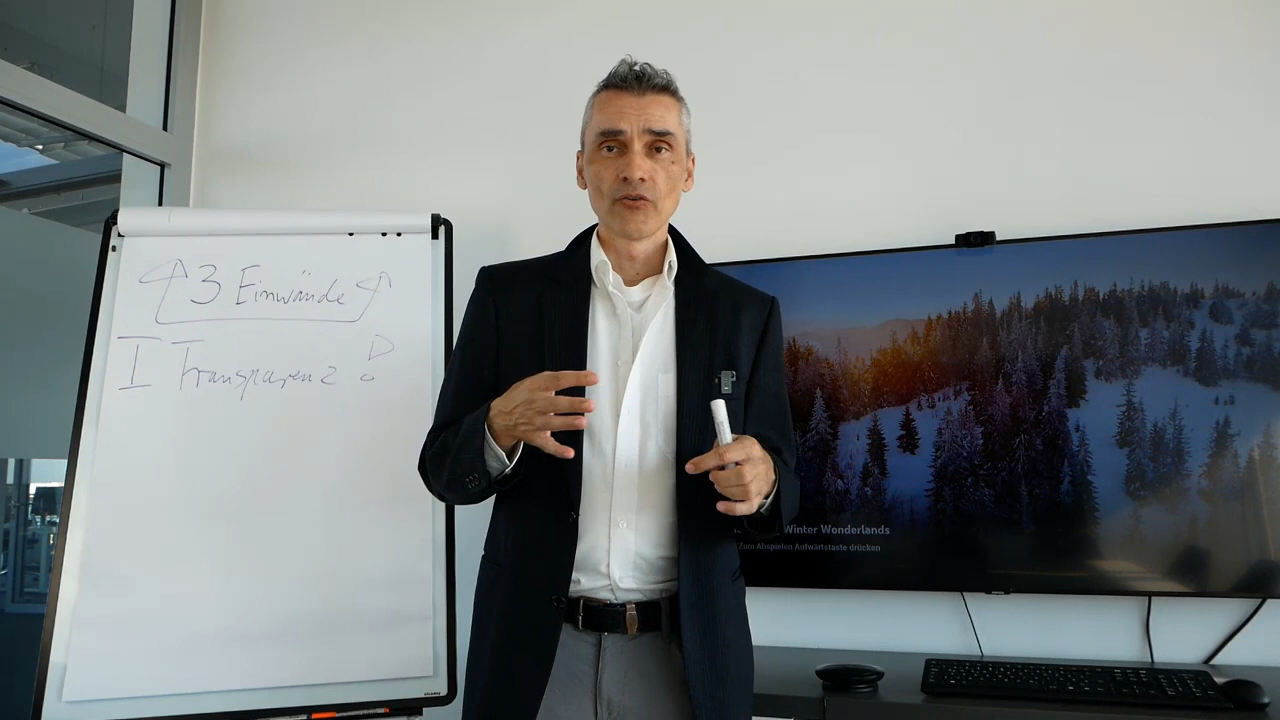 3 Einwände
I Transparenz !
Winter Wonderlands
Zum Abspielen Aufwärtstaste drücken